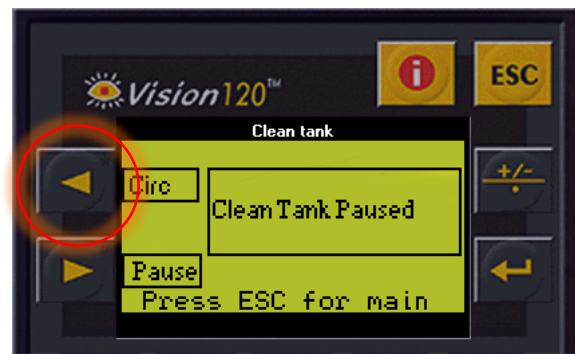 i
ESC
Vision120™
Clean tank
Circ
+/-
Clean Tank Paused
Pause
Press ESC for main